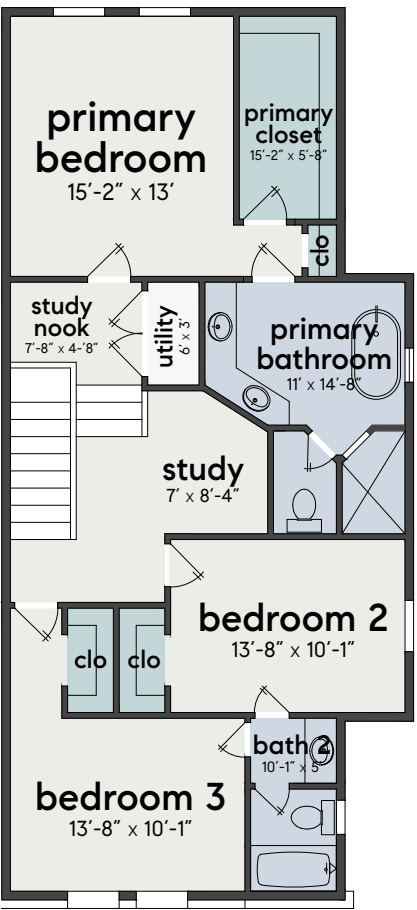 primary
bedroom
15'-2" x 13'
primary
closet
15'-2" x 5'-8"
clo
study
nook
7'-8" x 4-'8"
utility
6' x 3'
primary
bathroom
11' x 14'-8"
study
7' x 8'-4"
bedroom 2
13'-8" x 10'-1"
clo
clo
bath 2
10'-1" x 5'
bedroom 3
13'-8" x 10'-1"